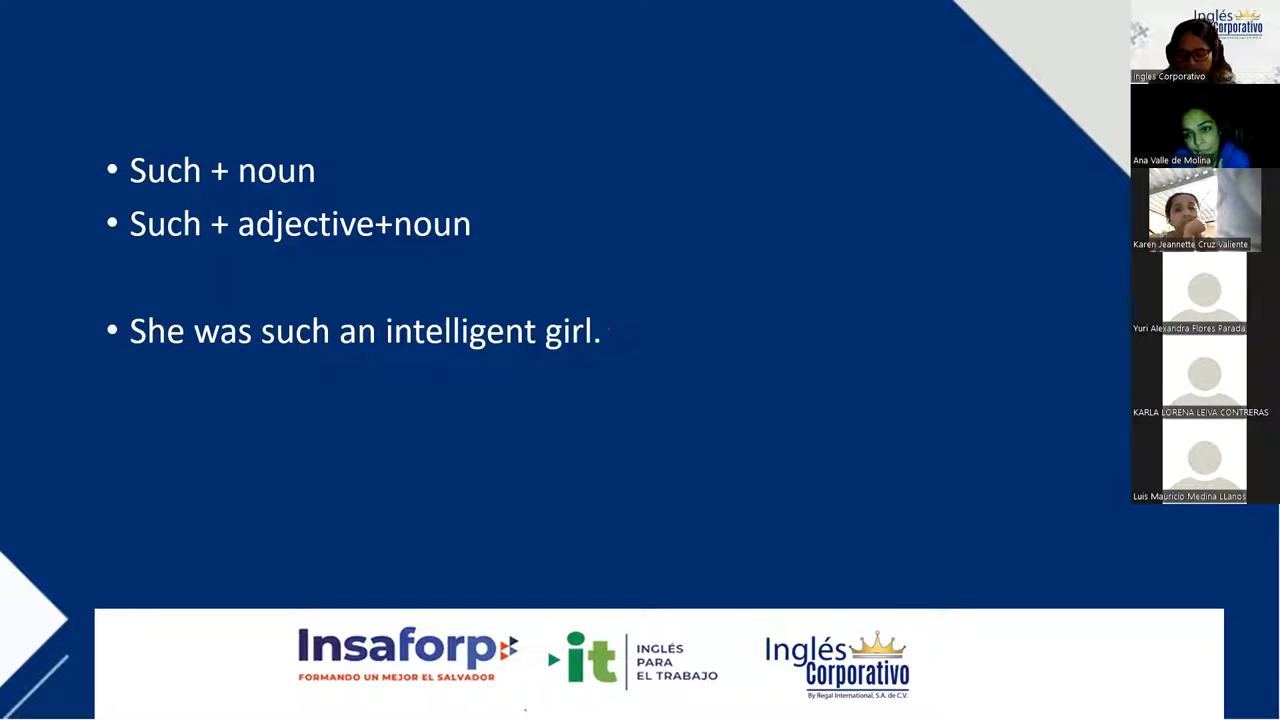 • Such + noun
• Such + adjective+noun
• She was such an intelligent girl.
Insaforp
FORMANDO UN MEJOR EL SALVADOR
it
INGLÉS
PARA
EL TRABAJO
Inglés
Corporativo
By Regal International, S.A. de C.V.
Inglés
Corporativo
Ingles Corporativo
Ana Valle de Molina
Karen Jeannette Cruz Valiente
Yuri Alexandra Flores Parada
KARLA LORENA LEIVA CONTRERAS
Luis Mauricio Medina LLanos